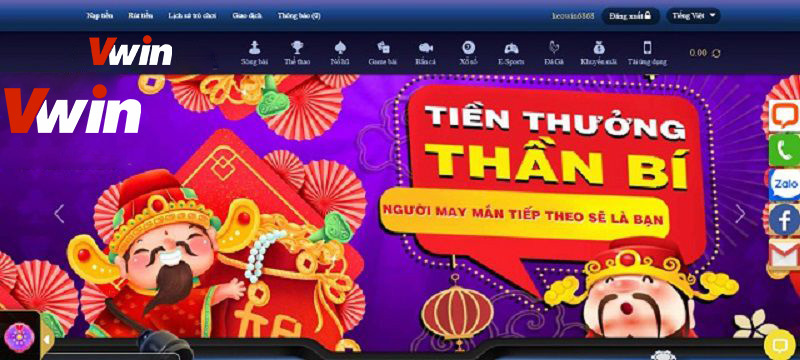 Nạp tiền Rút tiền Lịch sử trò chơi Giao dịch Thông báo (0) Đăng xuất Tiếng Việt
Vwin
Sòng bài Thể thao Nổ hũ Game bài Bắn cá Xổ số E-Sports Đá Gà Khuyến mãi Tải ứng dụng 0.00
Vwin
TIỀN THƯỞNG
THẦN BÍ
NGƯỜI MAY MẮN TIẾP THEO SẼ LÀ BẠN
Zalo